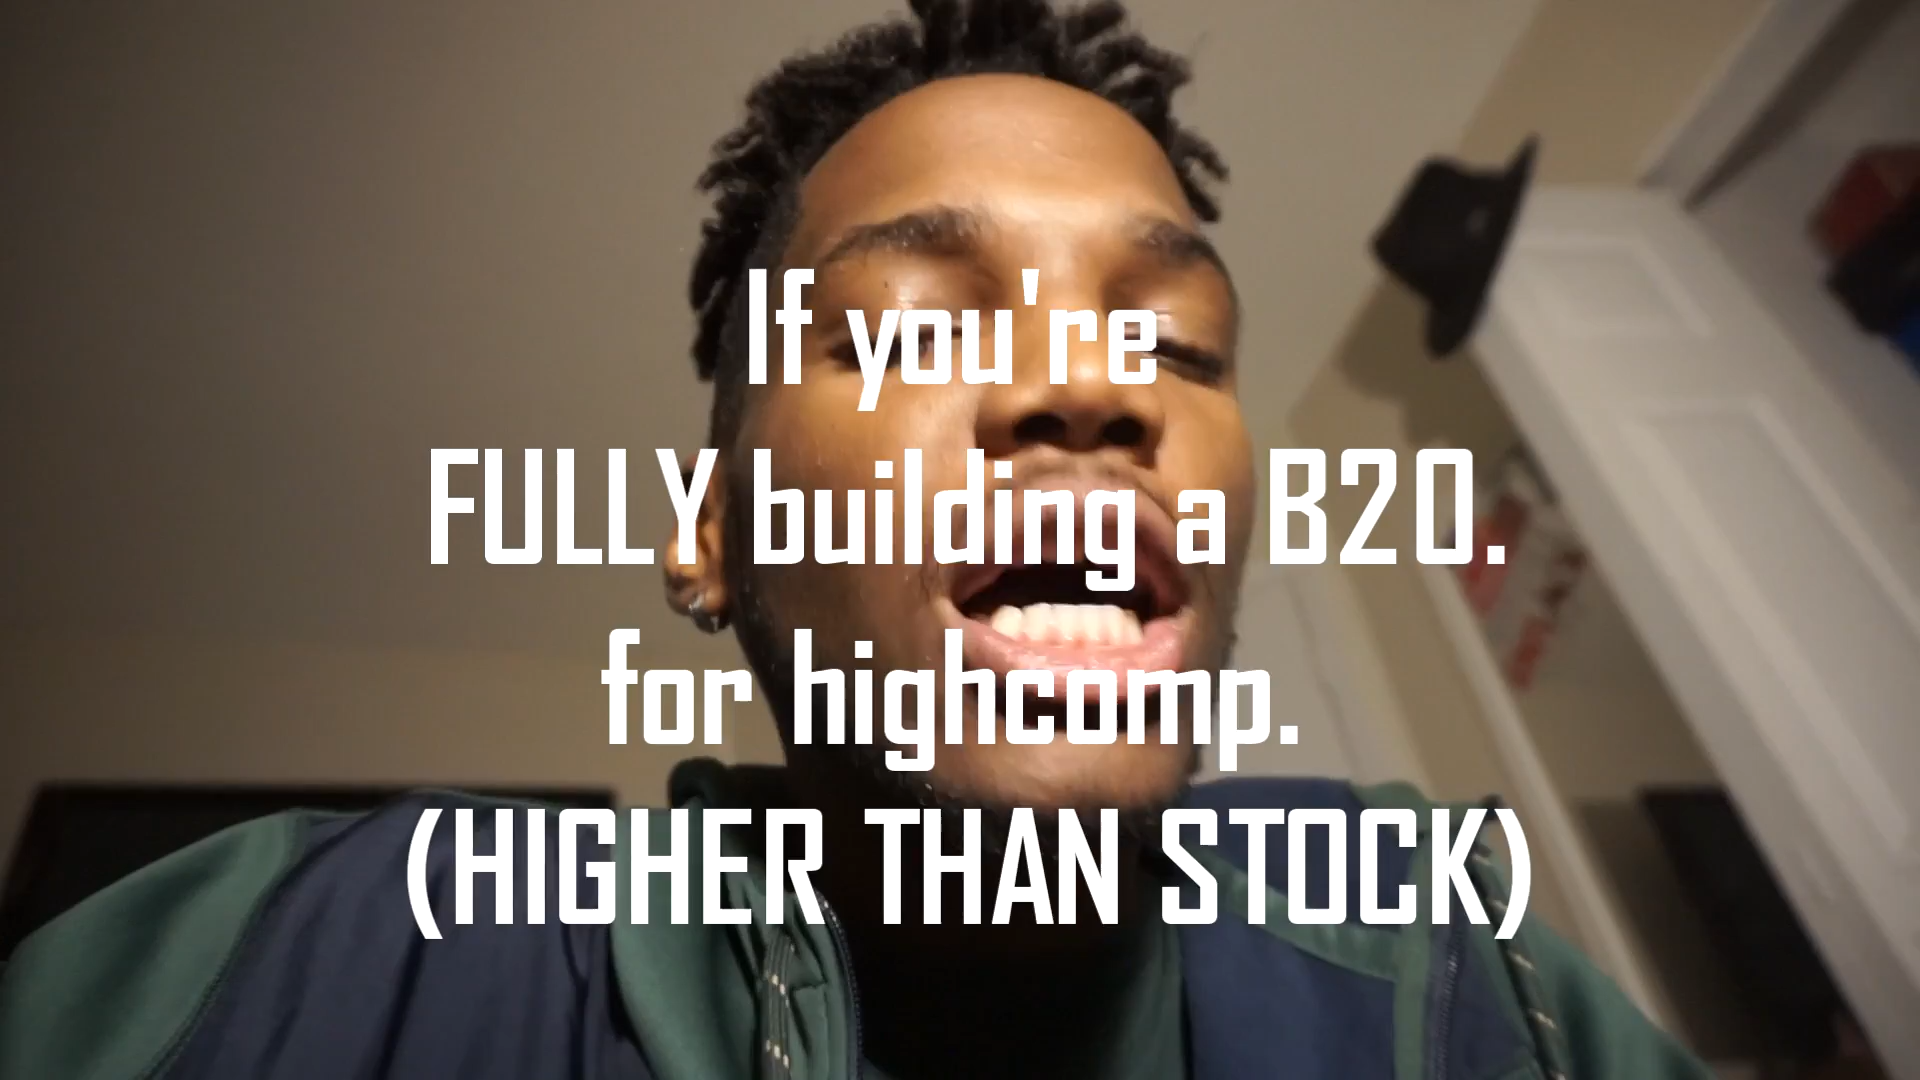 If you're
FULLY building a B20.
for highcomp.
(HIGHER THAN STOCK)